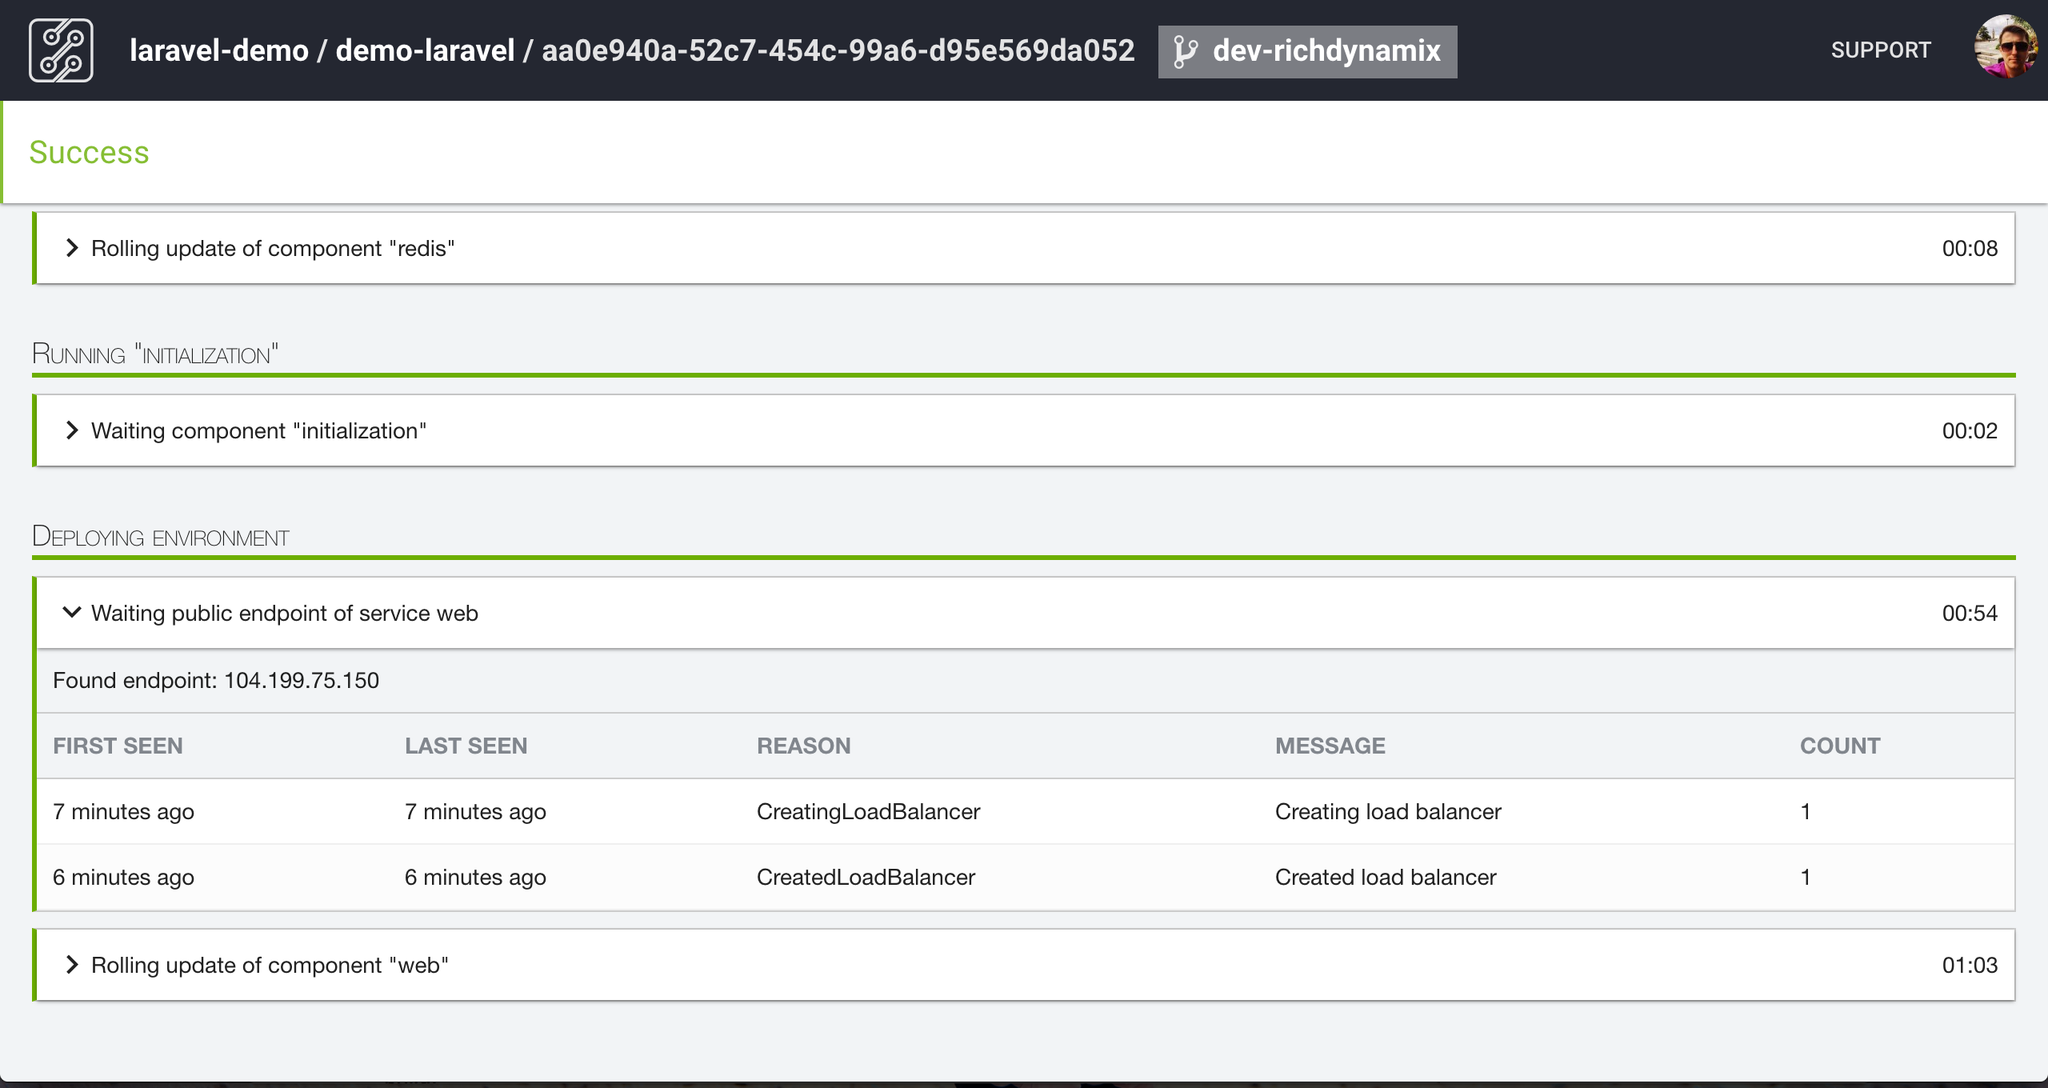 laravel-demo / demo-laravel / aa0e940a-52c7-454c-99a6-d95e569da052 dev-richdynamix SUPPORT
Success
Rolling update of component "redis" 00:08
Running "initialization"
Waiting component "initialization" 00:02
Deploying environment
Waiting public endpoint of service web 00:54
Found endpoint: 104.199.75.150
FIRST SEEN LAST SEEN REASON MESSAGE COUNT
7 minutes ago 7 minutes ago CreatingLoadBalancer Creating load balancer 1
6 minutes ago 6 minutes ago CreatedLoadBalancer Created load balancer 1
Rolling update of component "web" 01:03